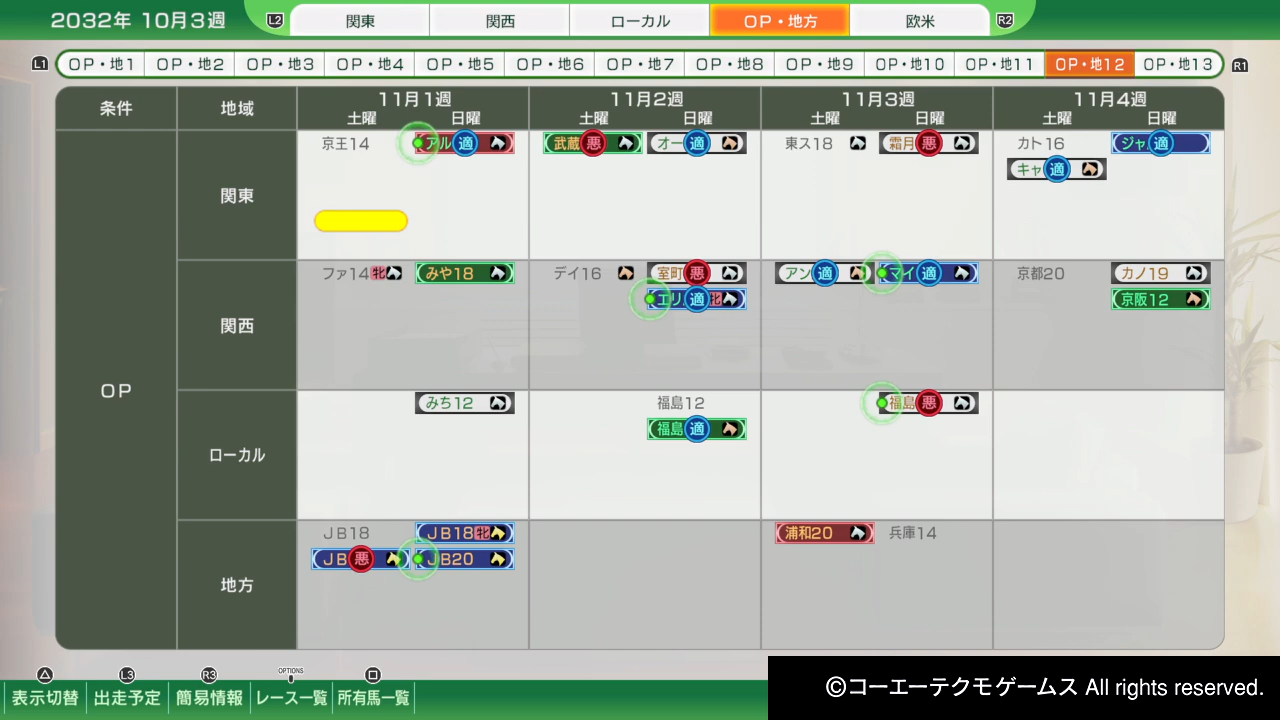 2032年 10月3週 L2 関東 関西 ローカル OP・地方 欧米 R2
L1 OP・地1 OP・地2 OP・地3 OP・地4 OP・地5 OP・地6 OP・地7 OP・地8 OP・地9 OP・地10 OP・地11 OP・地12 OP・地13 R1
条件 地域 11月1週 11月2週 11月3週 11月4週
土曜 日曜 土曜 日曜 土曜 日曜 土曜 日曜
京王14 アル 適 武蔵 悪 オー 適 東ス18 霜月 悪 カト16 ジャ 適
キャ 適
関東
ファ14 牝 みや18 デイ16 室町 悪 アン 適 マイ 適 京都20 カノ19
エリ 適 牝 京阪12
関西
OP
みち12 福島12 福島 悪
福島 適
ローカル
JB18 JB18 牝 浦和20 兵庫14
JB 悪 JB20
地方
表示切替 L3 出走予定 R3 簡易情報 OPTIONS レース一覧 所有馬一覧
©コーエーテクモゲームス All rights reserved.